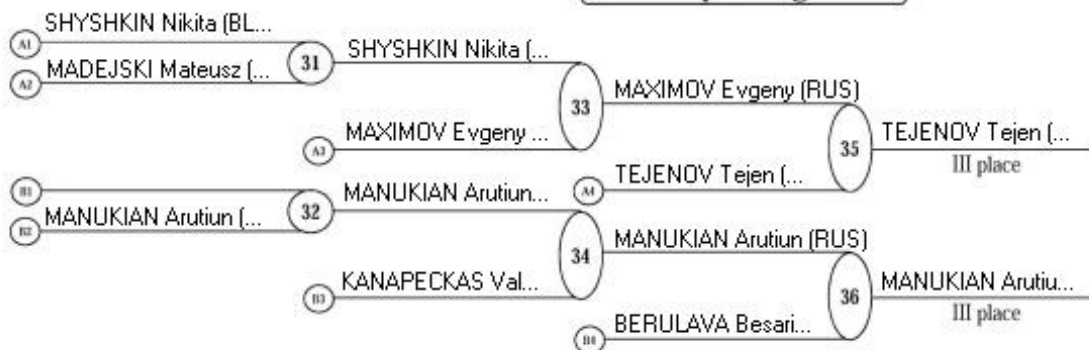 SHYSHKIN Nikita (BL...
A1
MADEJSKI Mateusz (...
A2
31
SHYSHKIN Nikita (...
MAXIMOV Evgeny ...
A3
33
MAXIMOV Evgeny (RUS)
TEJENOV Tejen (...
A4
35
TEJENOV Tejen (...
III place
B1
MANUKIAN Arutiun (...
B2
32
MANUKIAN Arutiun...
KANAPECKAS Val...
B3
34
MANUKIAN Arutiun (RUS)
BERULAVA Besari...
B4
36
MANUKIAN Arutiu...
III place